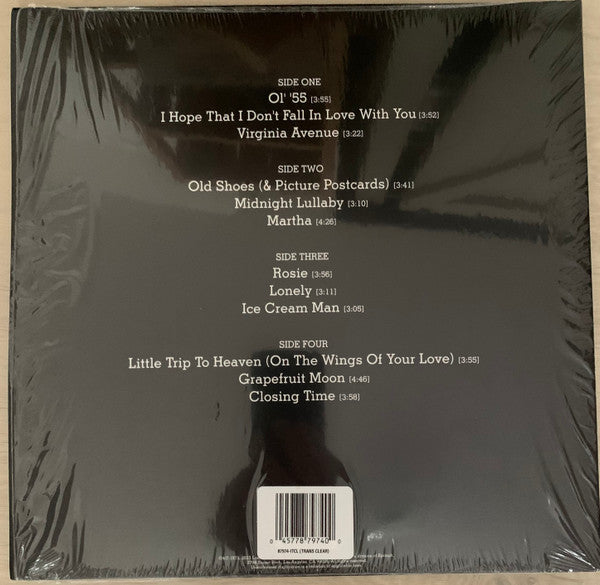 SIDE ONE
Ol' '55 [3:55]
I Hope That I Don't Fall In Love With You [3:52]
Virginia Avenue [3:22]
SIDE TWO
Old Shoes (& Picture Postcards) [3:41]
Midnight Lullaby [3:10]
Martha [4:26]
SIDE THREE
Rosie [3:56]
Lonely [3:11]
Ice Cream Man [3:05]
SIDE FOUR
Little Trip To Heaven (On The Wings Of Your Love) [3:55]
Grapefruit Moon [4:46]
Closing Time [3:58]
0 45778 79740 0
87974-1TCL (TRANS CLEAR)